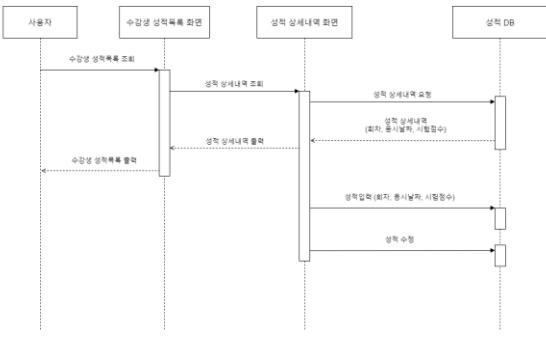 사용자
수강생 성적목록 화면
성적 상세내역 화면
성적 DB
수강생 성적목록 조회
성적 상세내역 조회
성적 상세내역 요청
성적 상세내역
(회차, 응시날짜, 시험점수)
성적 상세내역 출력
수강생 성적목록 출력
성적입력 (회차, 응시날짜, 시험점수)
성적 수정